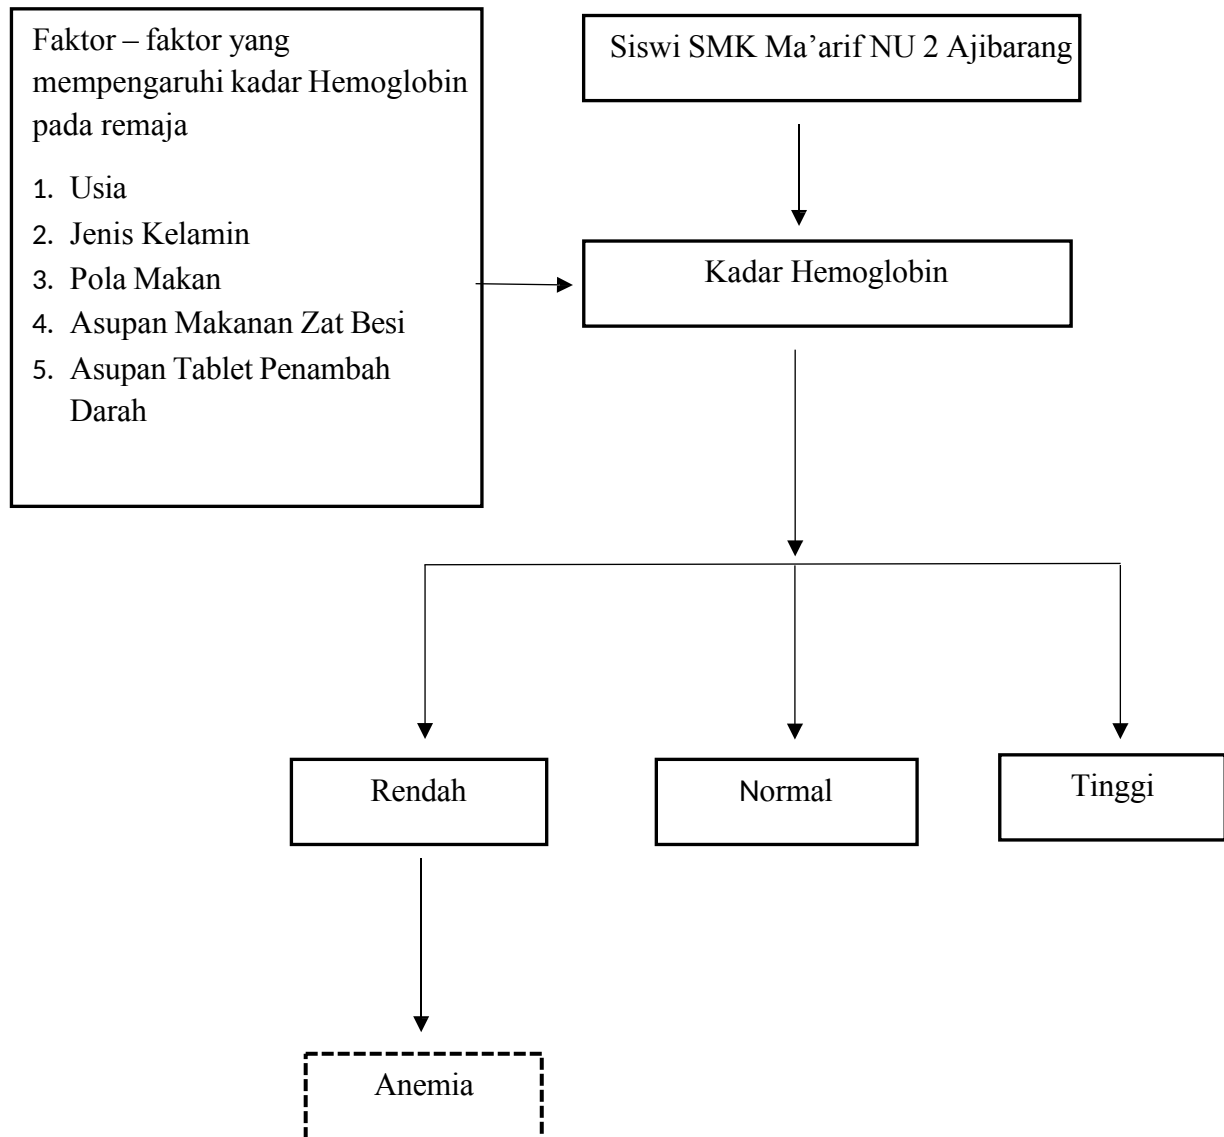 Faktor – faktor yang
mempengaruhi kadar Hemoglobin
pada remaja
1. Usia
2. Jenis Kelamin
3. Pola Makan
4. Asupan Makanan Zat Besi
5. Asupan Tablet Penambah
Darah
Siswi SMK Ma’arif NU 2 Ajibarang
Kadar Hemoglobin
Rendah
Normal
Tinggi
Anemia